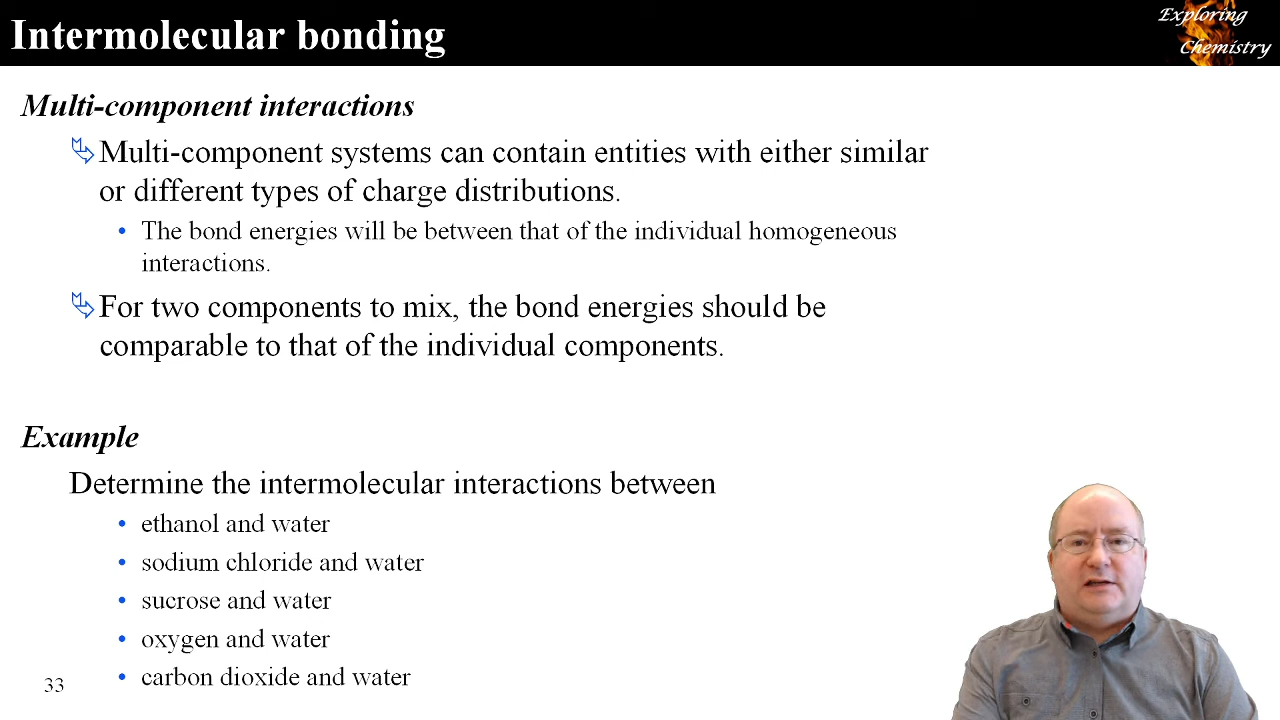 Intermolecular bonding
Exploring
Chemistry
Multi-component interactions
Multi-component systems can contain entities with either similar
or different types of charge distributions.
• The bond energies will be between that of the individual homogeneous
interactions.
For two components to mix, the bond energies should be
comparable to that of the individual components.
Example
Determine the intermolecular interactions between
• ethanol and water
• sodium chloride and water
• sucrose and water
• oxygen and water
• carbon dioxide and water
33